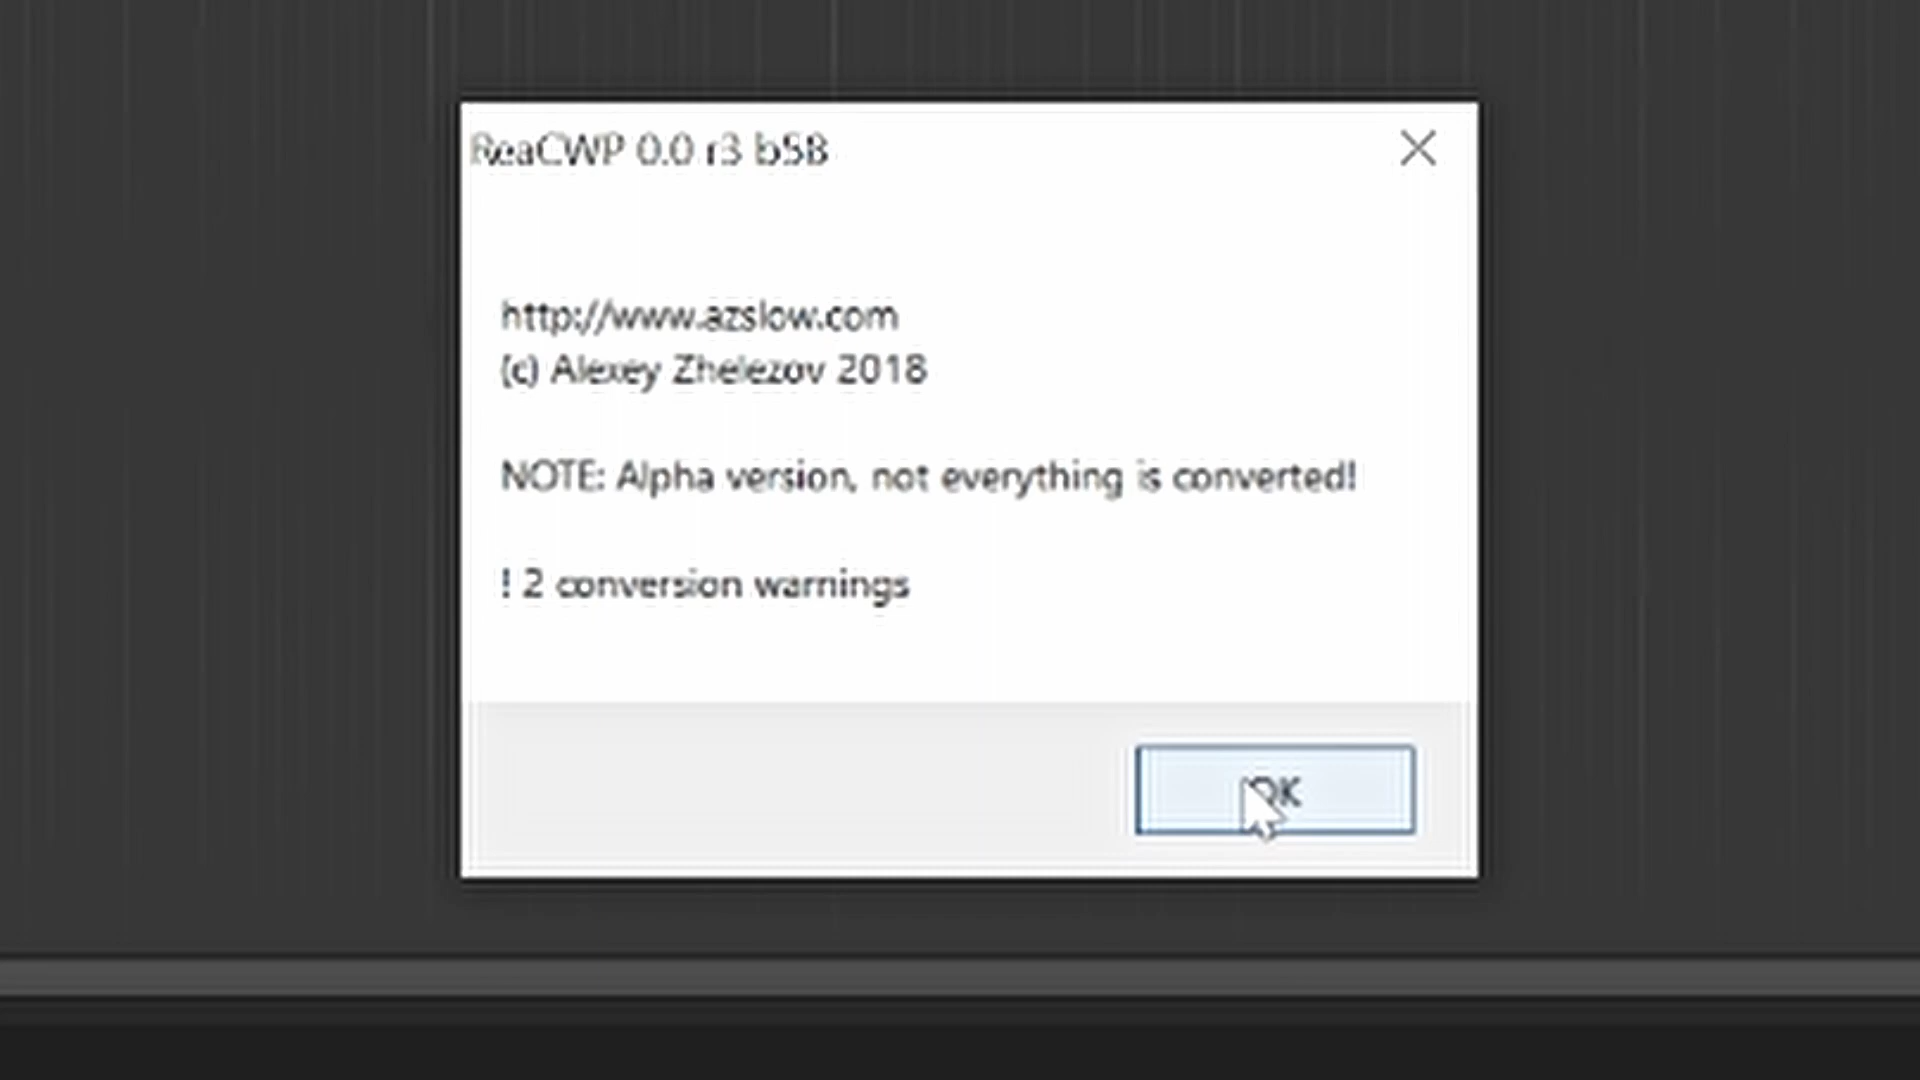 ReaCWP 0.0 r3 b58
http://www.azslow.com
(c) Alexey Zhelezov 2018
NOTE: Alpha version, not everything is converted!
! 2 conversion warnings
OK